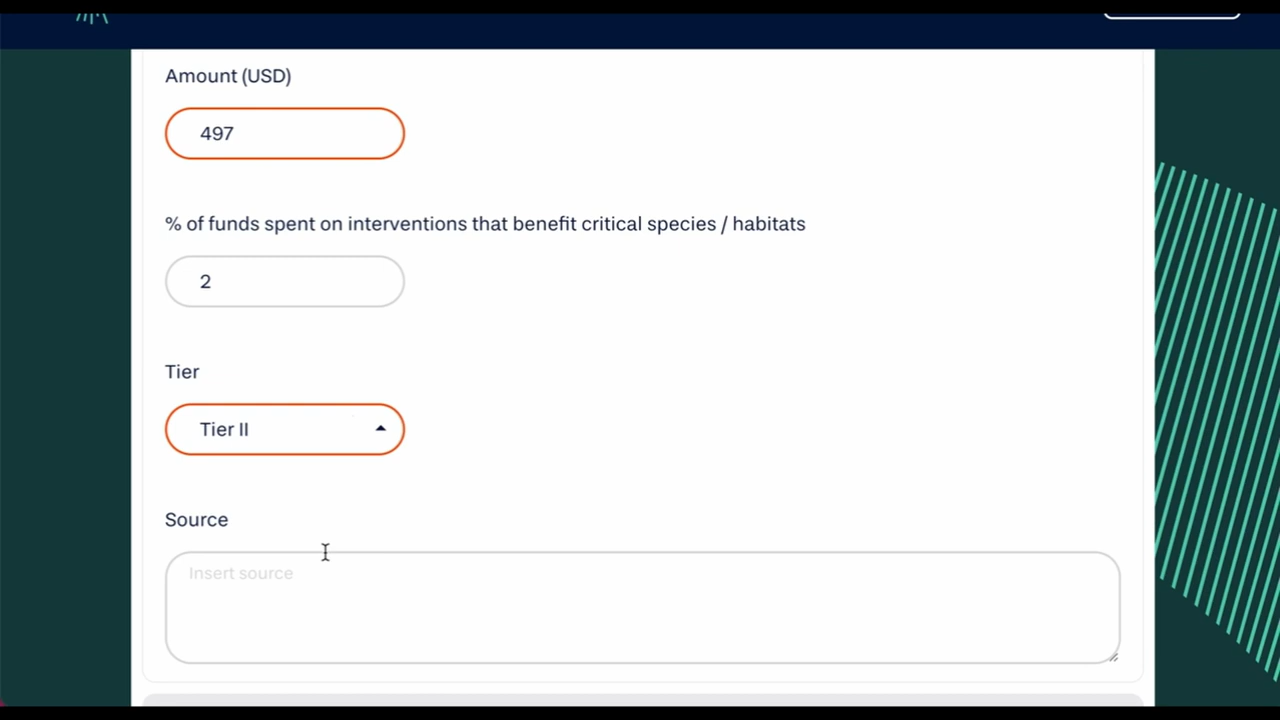 Amount (USD)
497
% of funds spent on interventions that benefit critical species / habitats
2
Tier
Tier II
Source
Insert source